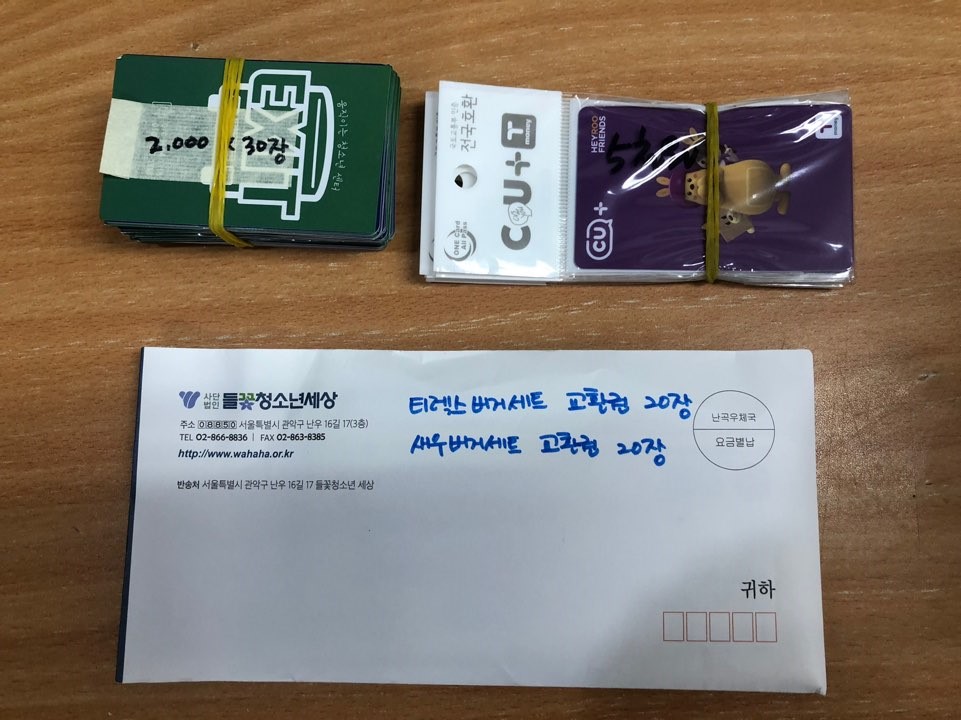 2.000 x 30장
전국호환
CU+
T
money
ONE Card
All Pass
HEYROO
FRIENDS
CU+
T
사단
법인
들꽃청소년세상
주소 08850 서울특별시 관악구 난우 16길 17(3층)
TEL 02-866-8836 | FAX 02-863-8385
http://www.wahaha.or.kr
반송처 서울특별시 관악구 난우 16길 17 들꽃청소년 세상
티렉스버거세트 교환권 20장
새우버거세트 교환권 20장
난곡우체국
요금별납
귀하